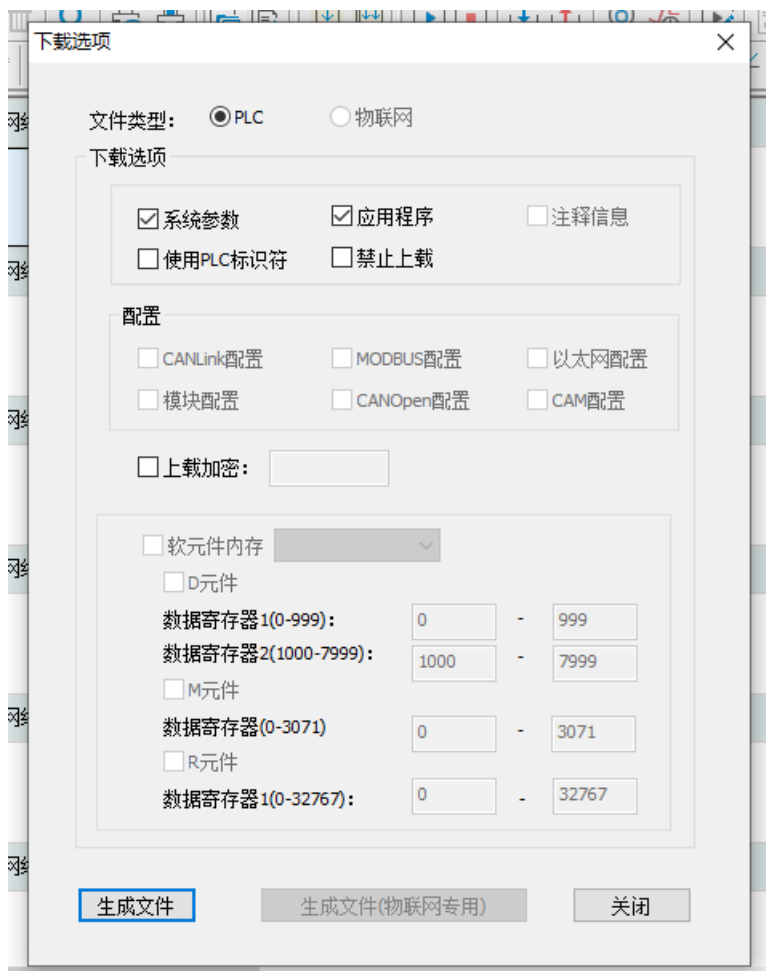 下载选项
文件类型： PLC 物联网
下载选项
系统参数 应用程序 注释信息
使用PLC标识符 禁止上载
配置
CANLink配置 MODBUS配置 以太网配置
模块配置 CANOpen配置 CAM配置
上载加密：
软元件内存
D元件
数据寄存器1(0-999)： 0 - 999
数据寄存器2(1000-7999)： 1000 - 7999
M元件
数据寄存器(0-3071) 0 - 3071
R元件
数据寄存器1(0-32767)： 0 - 32767
生成文件 生成文件(物联网专用) 关闭